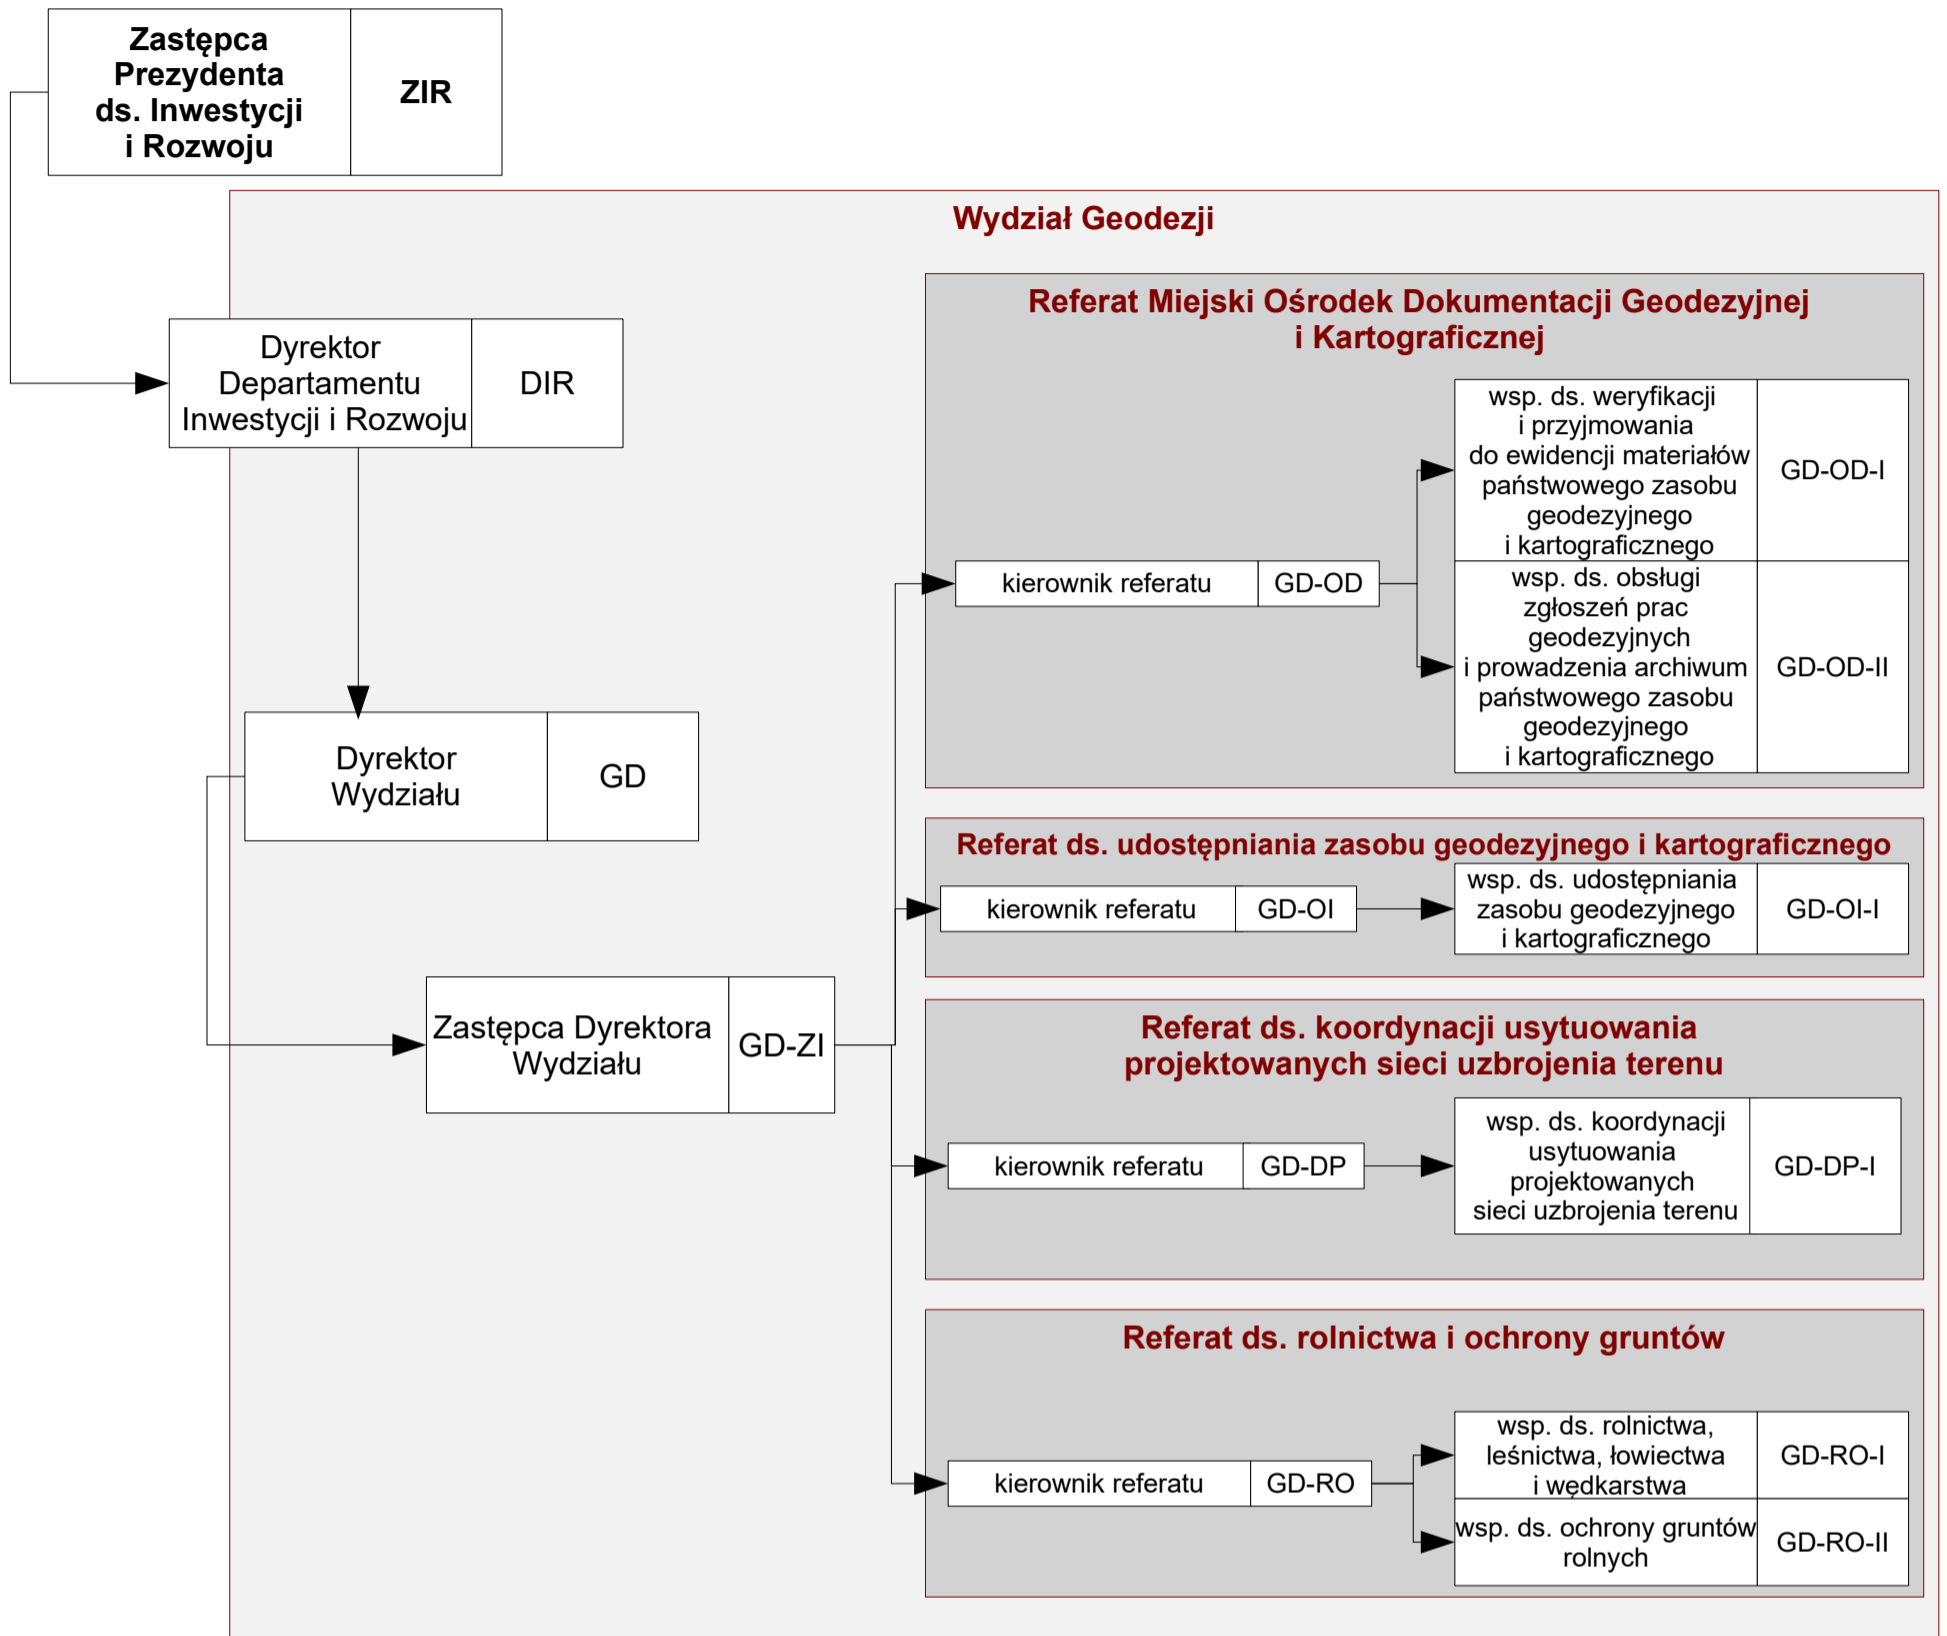 Zastępca
Prezydenta
ds. Inwestycji
i Rozwoju
ZIR
Wydział Geodezji
Dyrektor
Departamentu
Inwestycji i Rozwoju
DIR
Dyrektor
Wydziału
GD
Zastępca Dyrektora
Wydziału
GD-ZI
Referat Miejski Ośrodek Dokumentacji Geodezyjnej
i Kartograficznej
kierownik referatu
GD-OD
wsp. ds. weryfikacji
i przyjmowania
do ewidencji materiałów
państwowego zasobu
geodezyjnego
i kartograficznego
GD-OD-I
wsp. ds. obsługi
zgłoszeń prac
geodezyjnych
i prowadzenia archiwum
państwowego zasobu
geodezyjnego
i kartograficznego
GD-OD-II
Referat ds. udostępniania zasobu geodezyjnego i kartograficznego
kierownik referatu
GD-OI
wsp. ds. udostępniania
zasobu geodezyjnego
i kartograficznego
GD-OI-I
Referat ds. koordynacji usytuowania
projektowanych sieci uzbrojenia terenu
kierownik referatu
GD-DP
wsp. ds. koordynacji
usytuowania
projektowanych
sieci uzbrojenia terenu
GD-DP-I
Referat ds. rolnictwa i ochrony gruntów
kierownik referatu
GD-RO
wsp. ds. rolnictwa,
leśnictwa, łowiectwa
i wędkarstwa
GD-RO-I
wsp. ds. ochrony gruntów
rolnych
GD-RO-II